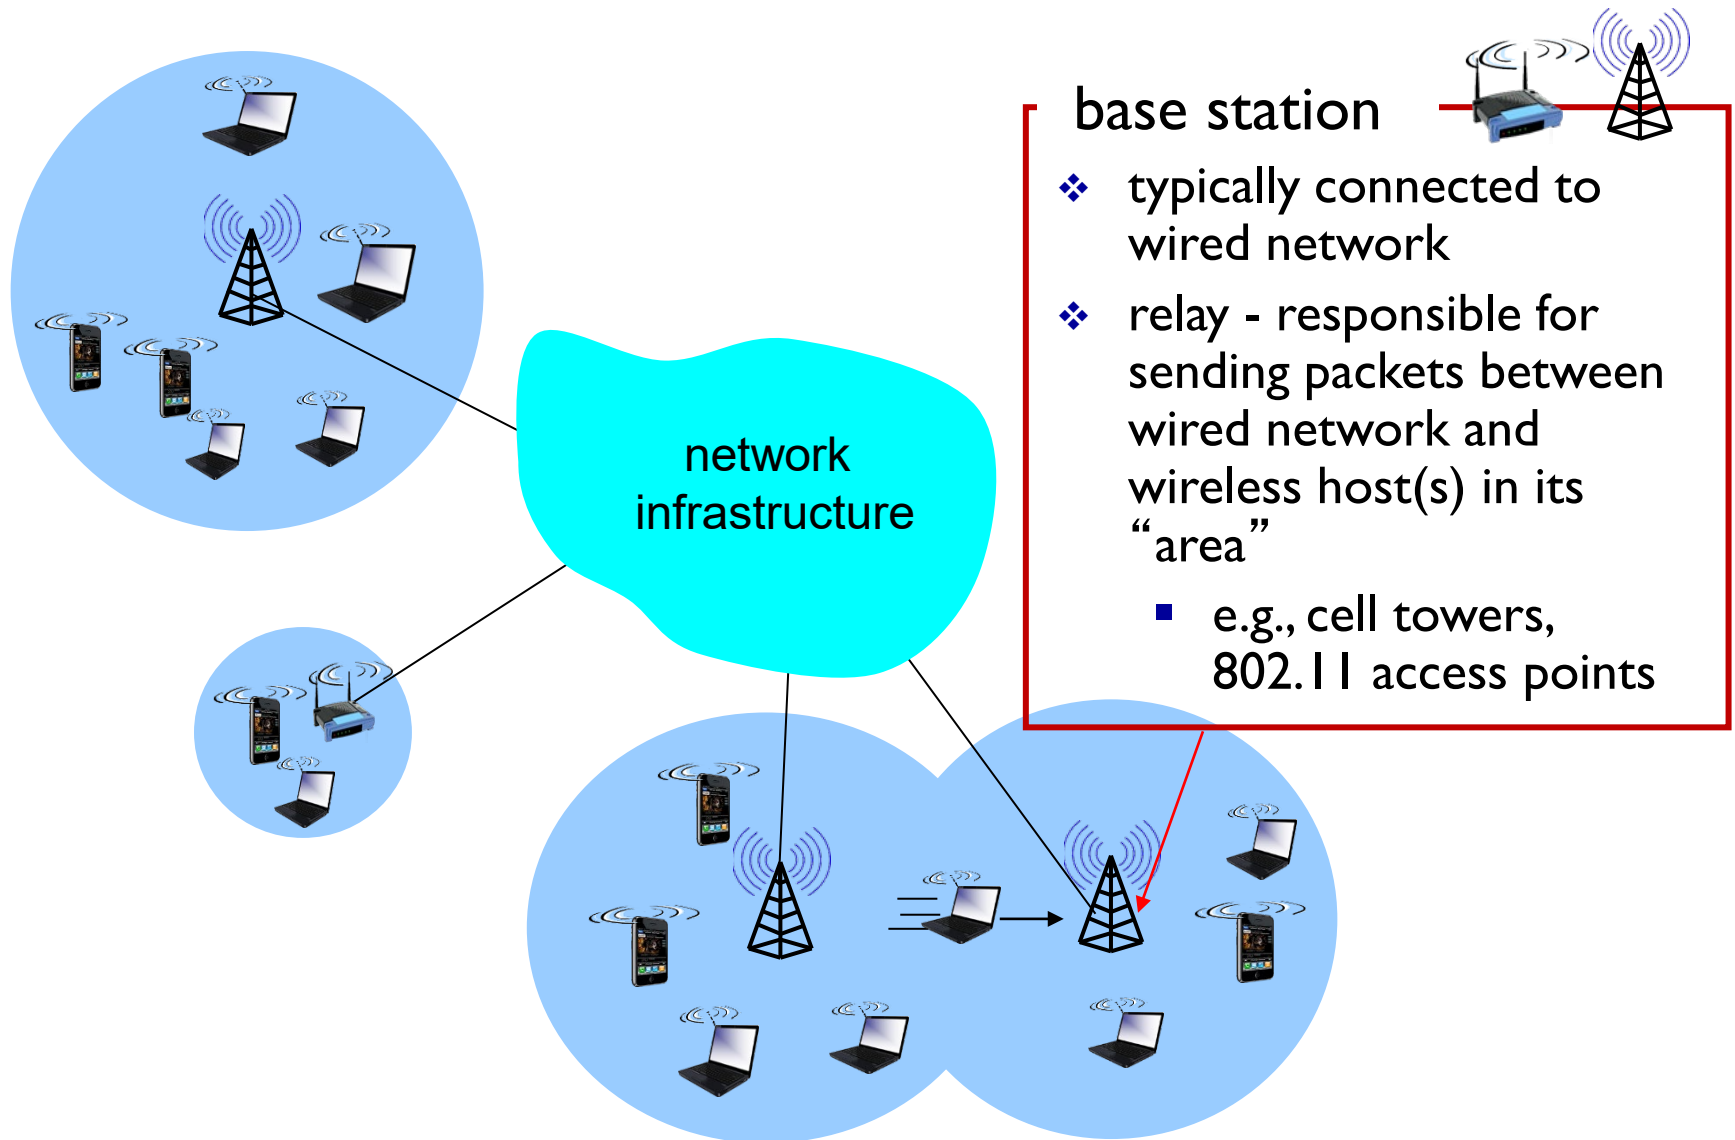 base station
❖ typically connected to
wired network
❖ relay - responsible for
sending packets between
wired network and
wireless host(s) in its
“area”
▪ e.g., cell towers,
802.11 access points
network
infrastructure